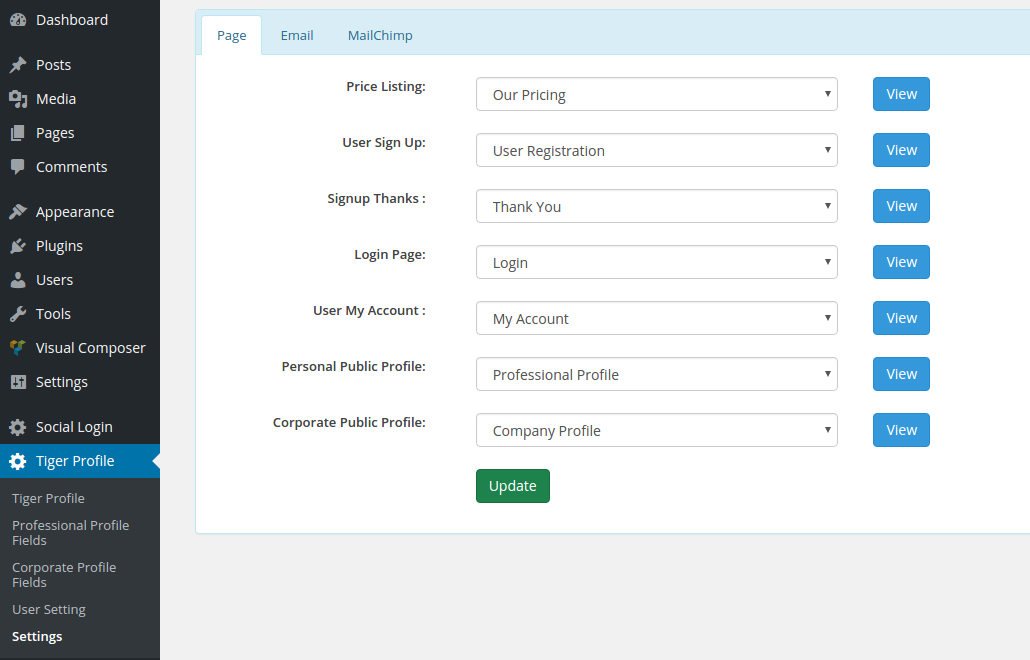 Dashboard
Posts
Media
Pages
Comments
Appearance
Plugins
Users
Tools
Visual Composer
Settings
Social Login
Tiger Profile
Tiger Profile
Professional Profile
Fields
Corporate Profile
Fields
User Setting
Settings
Page Email MailChimp
Price Listing: Our Pricing View
User Sign Up: User Registration View
Signup Thanks : Thank You View
Login Page: Login View
User My Account : My Account View
Personal Public Profile: Professional Profile View
Corporate Public Profile: Company Profile View
Update